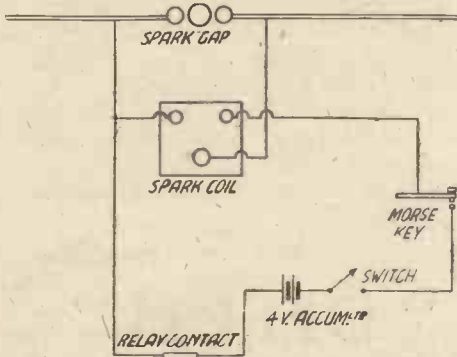 SPARK GAP
SPARK COIL
MORSE
KEY
SWITCH
4 V. ACCUM.LTR
RELAY CONTACT